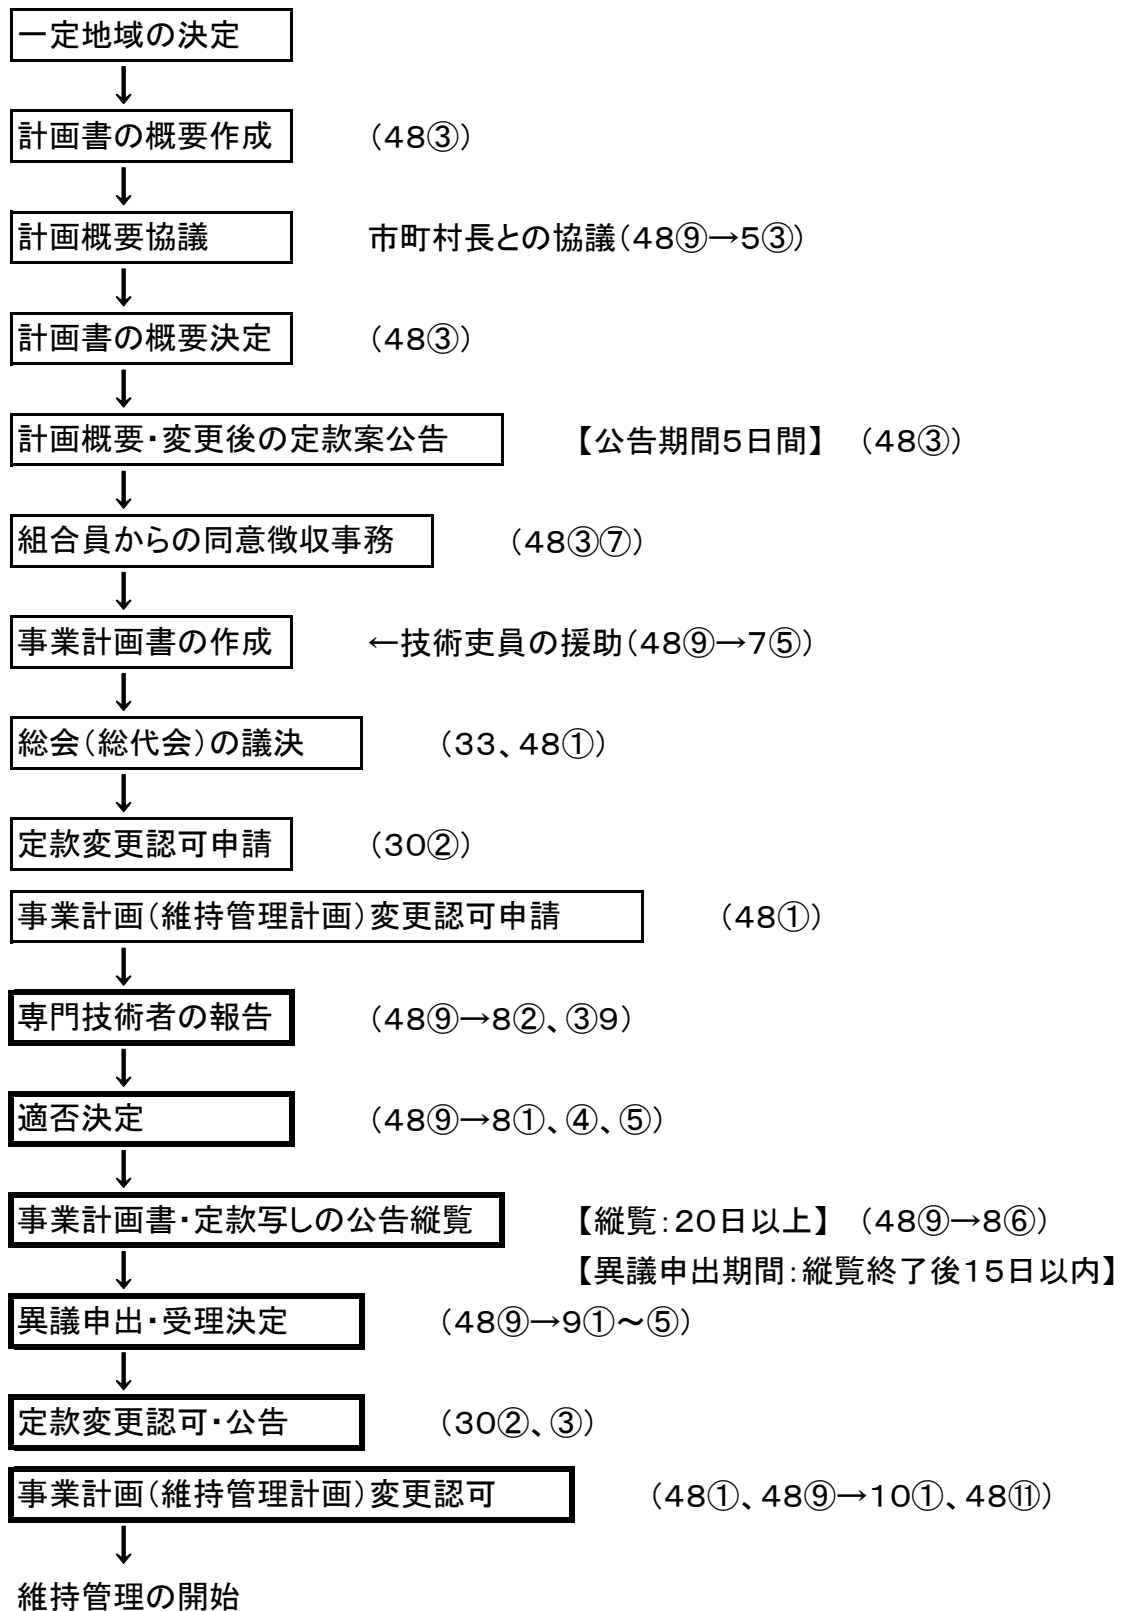 一定地域の決定
↓
計画書の概要作成 （４８③）
↓
計画概要協議 市町村長との協議（４８⑨→５③）
↓
計画書の概要決定 （４８③）
↓
計画概要・変更後の定款案公告 【公告期間５日間】 （４８③）
↓
組合員からの同意徴収事務 （４８③⑦）
↓
事業計画書の作成 ←技術吏員の援助（４８⑨→７⑤）
↓
総会（総代会）の議決 （３３、４８①）
↓
定款変更認可申請 （３０②）
事業計画（維持管理計画）変更認可申請 （４８①）
↓
専門技術者の報告 （４８⑨→８②、③９）
↓
適否決定 （４８⑨→８①、④、⑤）
↓
事業計画書・定款写しの公告縦覧 【縦覧：２０日以上】 （４８⑨→８⑥）
↓ 【異議申出期間：縦覧終了後１５日以内】
異議申出・受理決定 （４８⑨→９①～⑤）
↓
定款変更認可・公告 （３０②、③）
事業計画（維持管理計画）変更認可 （４８①、４８⑨→１０①、４８⑪）
↓
維持管理の開始